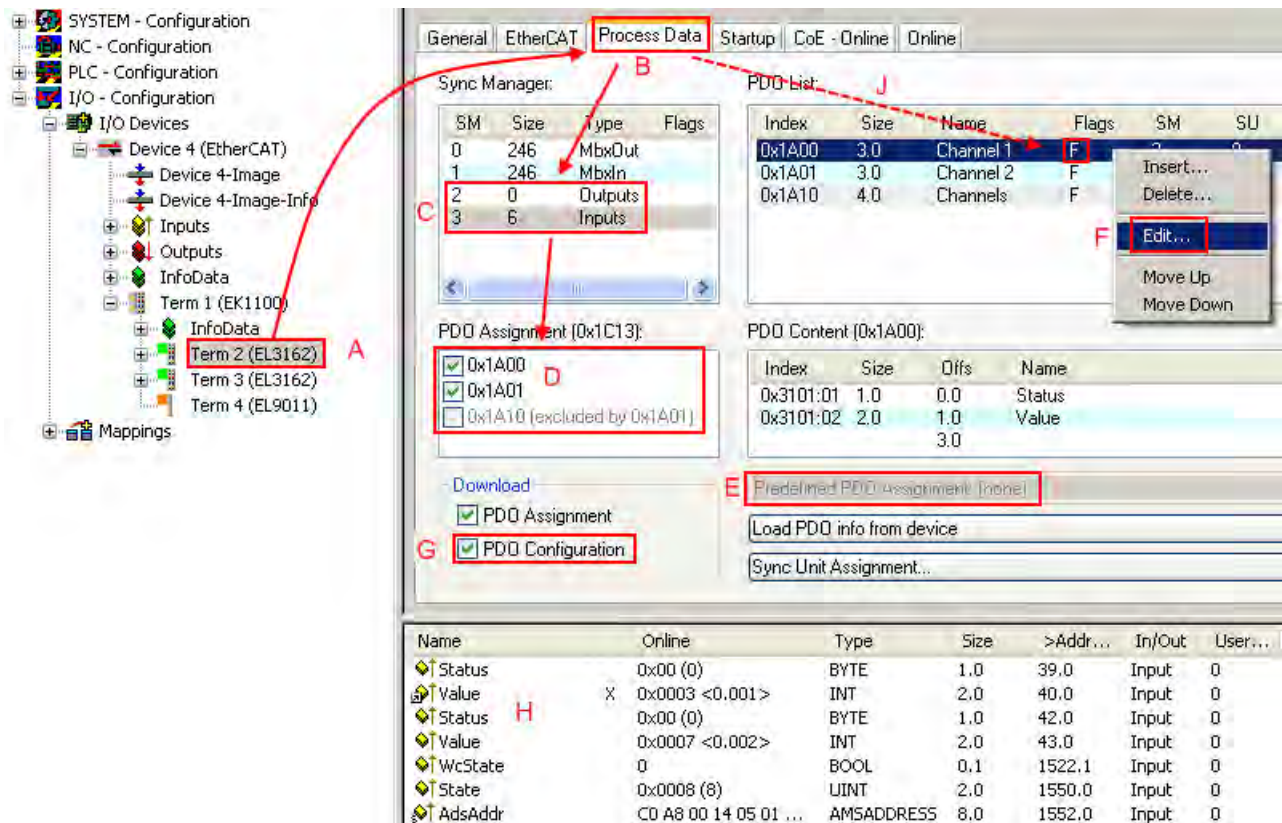 SYSTEM - Configuration
NC - Configuration
PLC - Configuration
I/O - Configuration
I/O Devices
Device 4 (EtherCAT)
Device 4-Image
Device 4-Image-Info
Inputs
Outputs
InfoData
Term 1 (EK1100)
InfoData
Term 2 (EL3162) A
Term 3 (EL3162)
Term 4 (EL9011)
Mappings
General EtherCAT Process Data Startup CoE - Online Online
B
J
Sync Manager:
SM Size Type Flags
0 246 MbxOut
1 246 MbxIn
2 0 Outputs
3 6 Inputs
C
PDO List:
Index Size Name Flags SM SU
0x1A00 3.0 Channel 1 F
0x1A01 3.0 Channel 2 F
0x1A10 4.0 Channels F
Insert...
Delete...
F Edit...
Move Up
Move Down
PDO Assignment (0x1C13):
0x1A00
D
0x1A01
0x1A10 (excluded by 0x1A01)
PDO Content (0x1A00):
Index Size Offs Name
0x3101:01 1.0 0.0 Status
0x3101:02 2.0 1.0 Value
3.0
Download
PDO Assignment
G PDO Configuration
E Predefined PDO Assignment: (none)
Load PDO info from device
Sync Unit Assignment...
Name Online Type Size >Addr... In/Out User...
Status 0x00 (0) BYTE 1.0 39.0 Input 0
Value X 0x0003 <0.001> INT 2.0 40.0 Input 0
Status 0x00 (0) BYTE 1.0 42.0 Input 0
H
Value 0x0007 <0.002> INT 2.0 43.0 Input 0
WcState 0 BOOL 0.1 1522.1 Input 0
State 0x0008 (8) UINT 2.0 1550.0 Input 0
AdsAddr C0 A8 00 14 05 01 ... AMSADDRESS 8.0 1552.0 Input 0